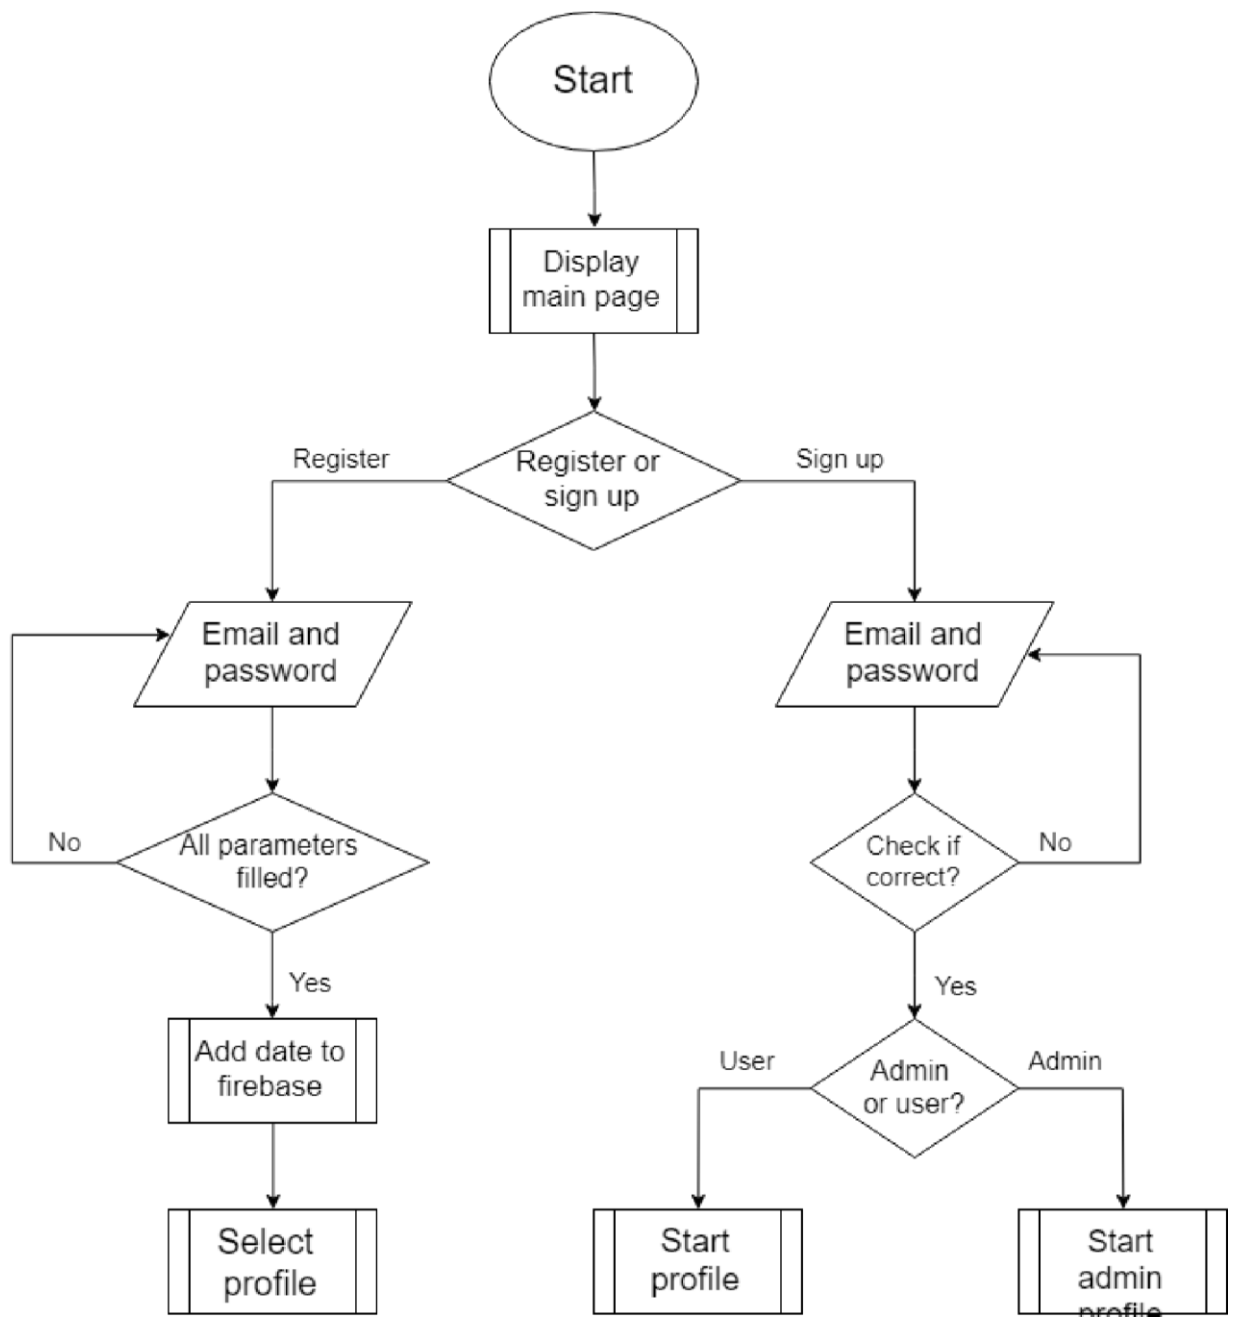 Start
Display
main page
Register
Register or
sign up
Sign up
Email and
password
Email and
password
No
All parameters
filled?
Check if
correct?
No
Yes
Yes
Add date to
firebase
User
Admin
or user?
Admin
Select
profile
Start
profile
Start
admin
profile